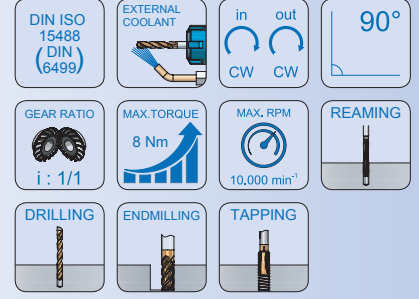 DIN ISO
15488
(DIN
6499)
EXTERNAL
COOLANT
in out
CW CW
90°
GEAR RATIO
i : 1/1
MAX.TORQUE
8 Nm
MAX. RPM
10.000 min⁻¹
REAMING
DRILLING
ENDMILLING
TAPPING